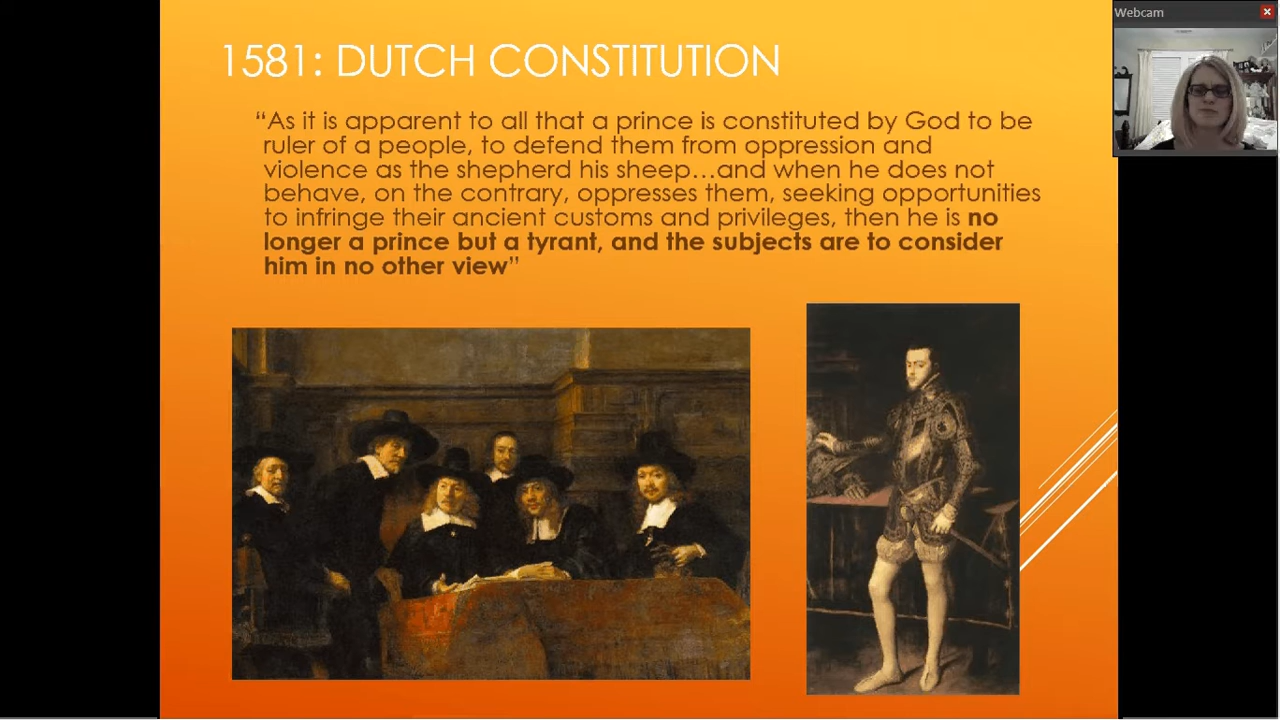 1581: DUTCH CONSTITUTION
“As it is apparent to all that a prince is constituted by God to be
ruler of a people, to defend them from oppression and
violence as the shepherd his sheep…and when he does not
behave, on the contrary, oppresses them, seeking opportunities
to infringe their ancient customs and privileges, then he is no
longer a prince but a tyrant, and the subjects are to consider
him in no other view”
Webcam